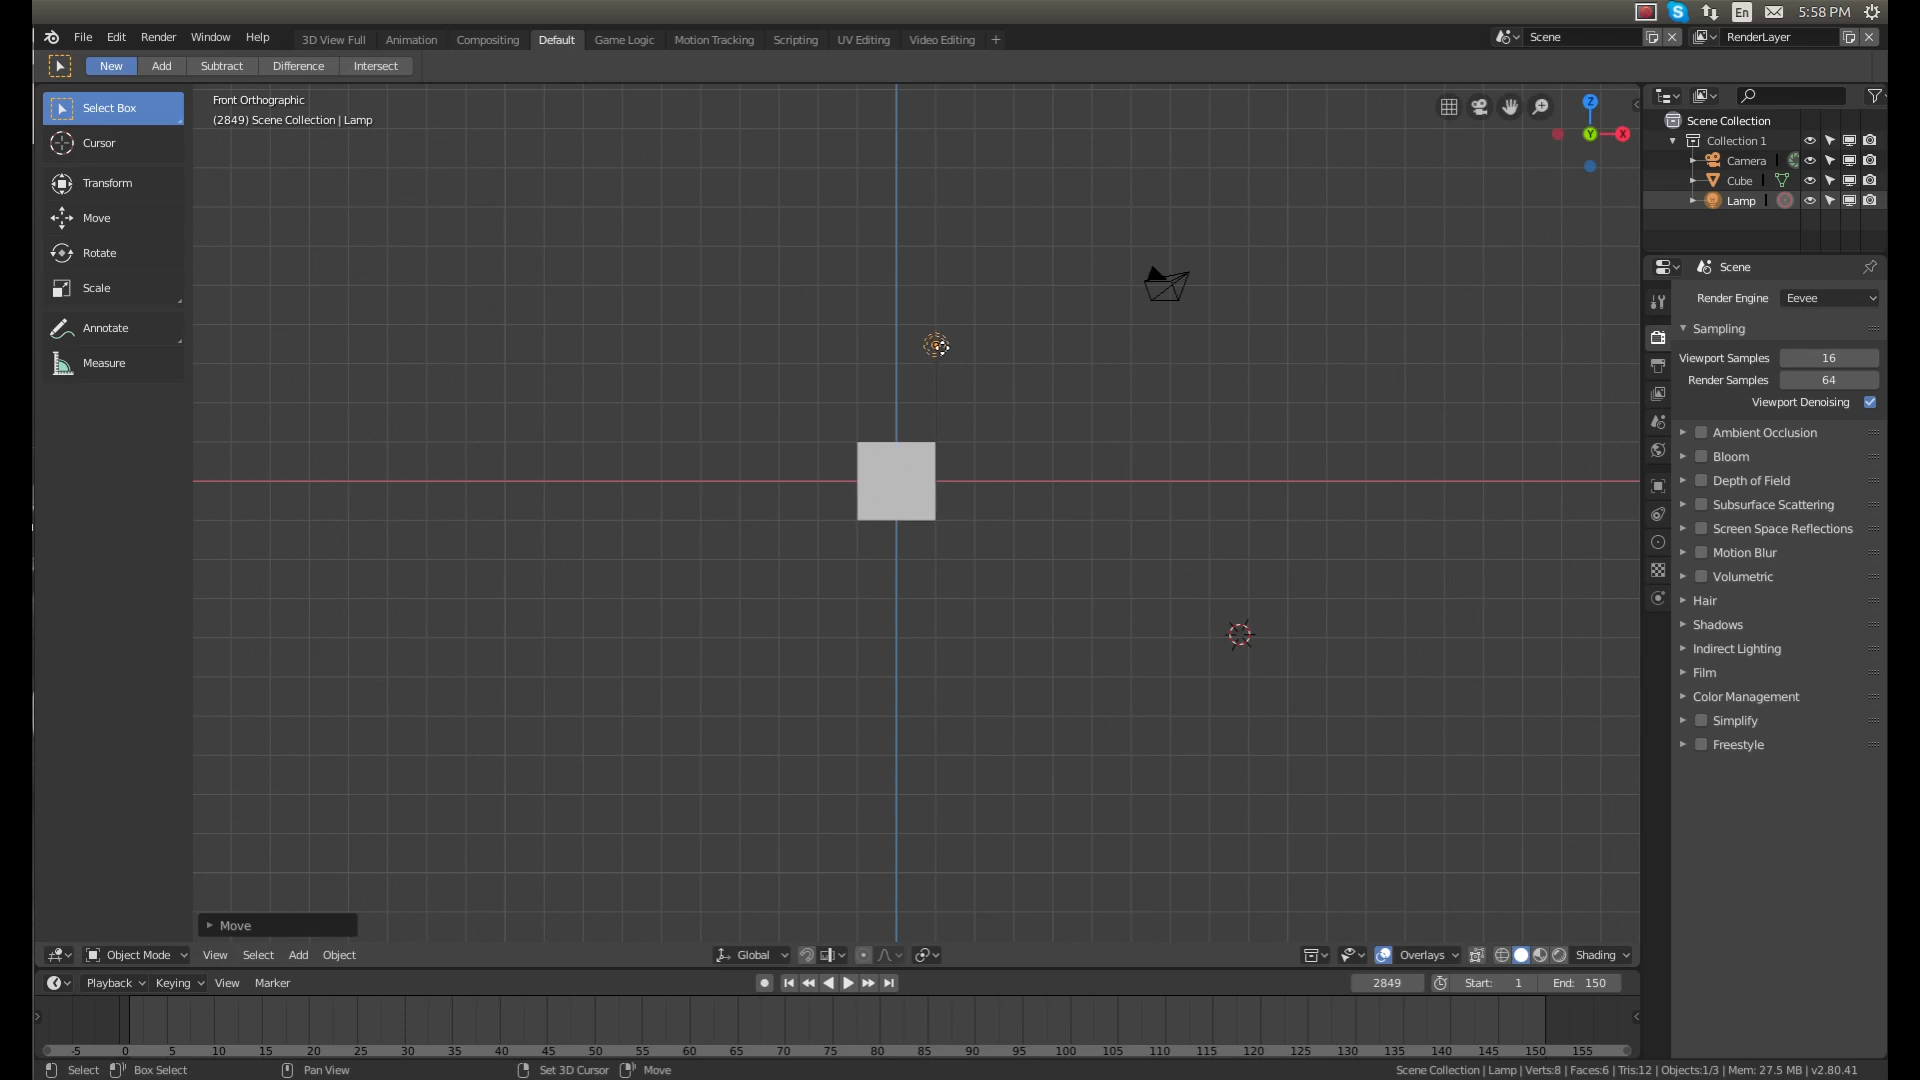 En 5:58 PM
File Edit Render Window Help 3D View Full Animation Compositing Default Game Logic Motion Tracking Scripting UV Editing Video Editing + Scene RenderLayer
New Add Subtract Difference Intersect
Select Box
Cursor
Transform
Move
Rotate
Scale
Annotate
Measure
Front Orthographic
(2849) Scene Collection | Lamp
Z
Y
X
Move
Scene Collection
Collection 1
Camera
Cube
Lamp
Scene
Render Engine Eevee
Sampling
Viewport Samples 16
Render Samples 64
Viewport Denoising
Ambient Occlusion
Bloom
Depth of Field
Subsurface Scattering
Screen Space Reflections
Motion Blur
Volumetric
Hair
Shadows
Indirect Lighting
Film
Color Management
Simplify
Freestyle
Object Mode View Select Add Object Global Overlays Shading
Playback Keying View Marker 2849 Start: 1 End: 150
-5 0 5 10 15 20 25 30 35 40 45 50 55 60 65 70 75 80 85 90 95 100 105 110 115 120 125 130 135 140 145 150 155
Select Box Select Pan View Set 3D Cursor Move Scene Collection | Lamp | Verts:8 | Faces:6 | Tris:12 | Objects:1/3 | Mem: 27.5 MB | v2.80.41